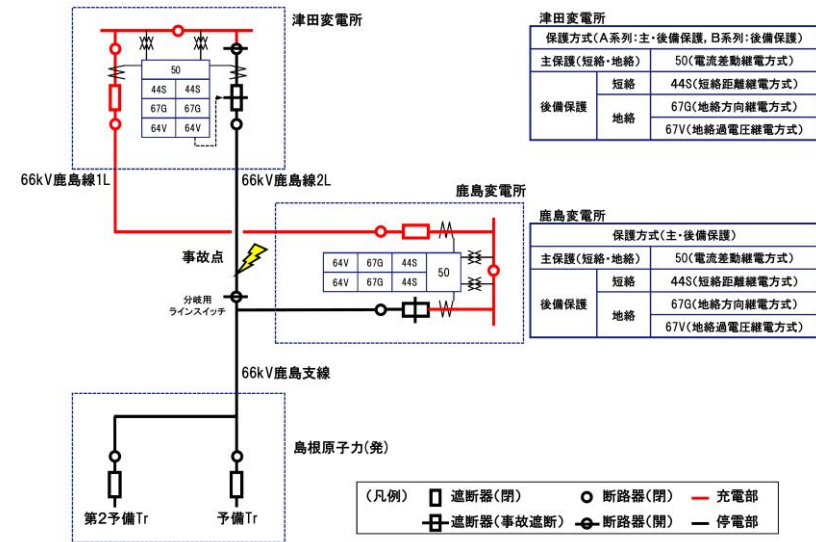 津田変電所
50
44S 44S
67G 67G
64V 64V
66kV鹿島線1L
66kV鹿島線2L
津田変電所
保護方式(A系列:主・後備保護, B系列:後備保護)
主保護(短絡・地絡) 50(電流差動継電方式)
後備保護 短絡 44S(短絡距離継電方式)
地絡 67G(地絡方向継電方式)
67V(地絡過電圧継電方式)
鹿島変電所
事故点
64V 67G 44S 50
64V 67G 44S
分岐用
ラインスイッチ
鹿島変電所
保護方式(主・後備保護)
主保護(短絡・地絡) 50(電流差動継電方式)
後備保護 短絡 44S(短絡距離継電方式)
地絡 67G(地絡方向継電方式)
67V(地絡過電圧継電方式)
66kV鹿島支線
島根原子力(発)
第2予備Tr
予備Tr
(凡例) 遮断器(閉) 断路器(閉) 充電部
遮断器(事故遮断) 断路器(開) 停電部